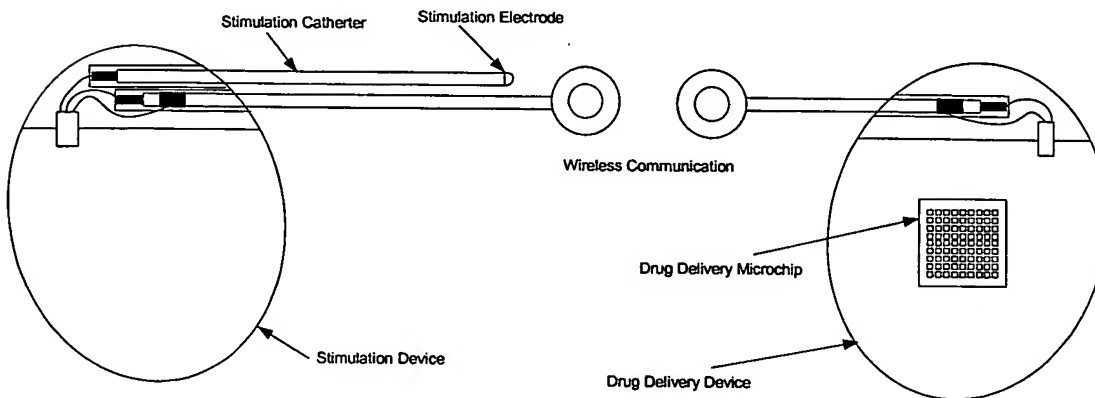 Stimulation Catherter
Stimulation Electrode
Wireless Communication
Drug Delivery Microchip
Stimulation Device
Drug Delivery Device